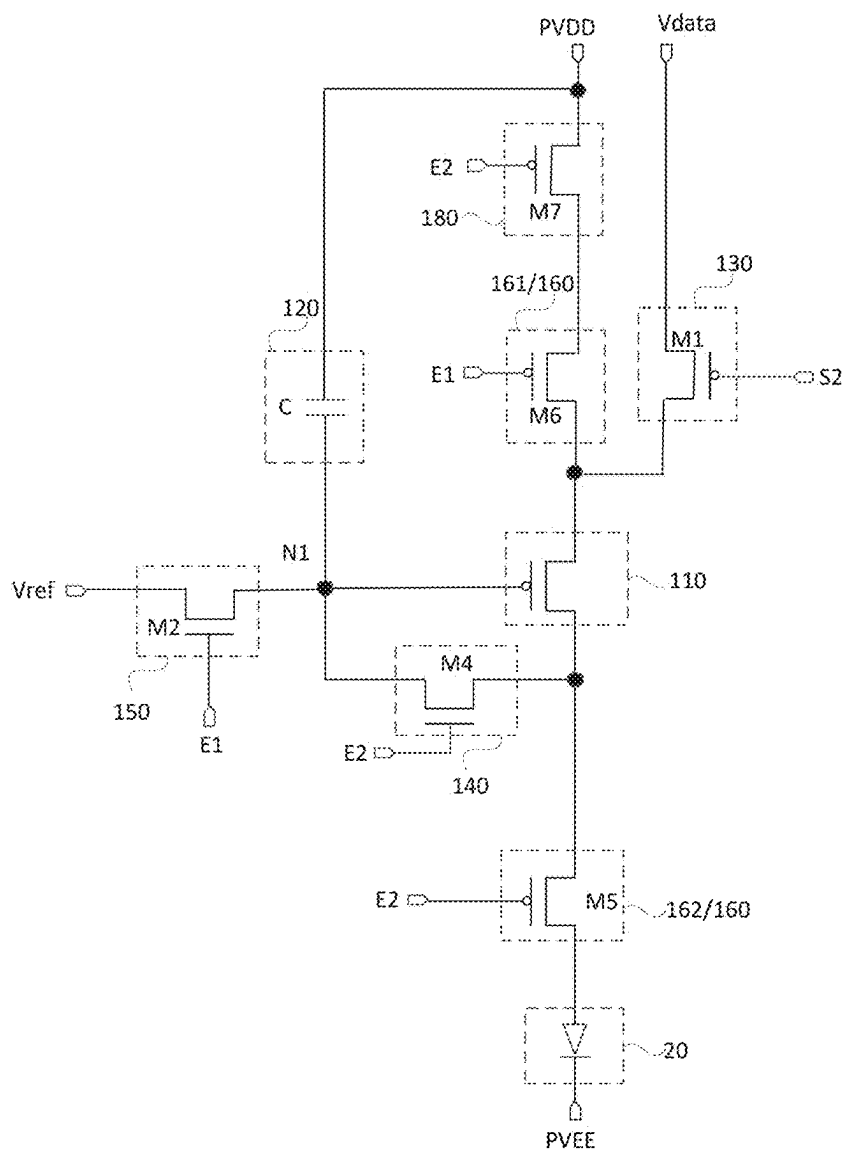 PVDD
Vdata
E2
M7
180
161/160
130
120
M1
E1
S2
C
M6
N1
Vref
110
M2
M4
150
E1
E2
140
E2
M5
162/160
20
PVEE